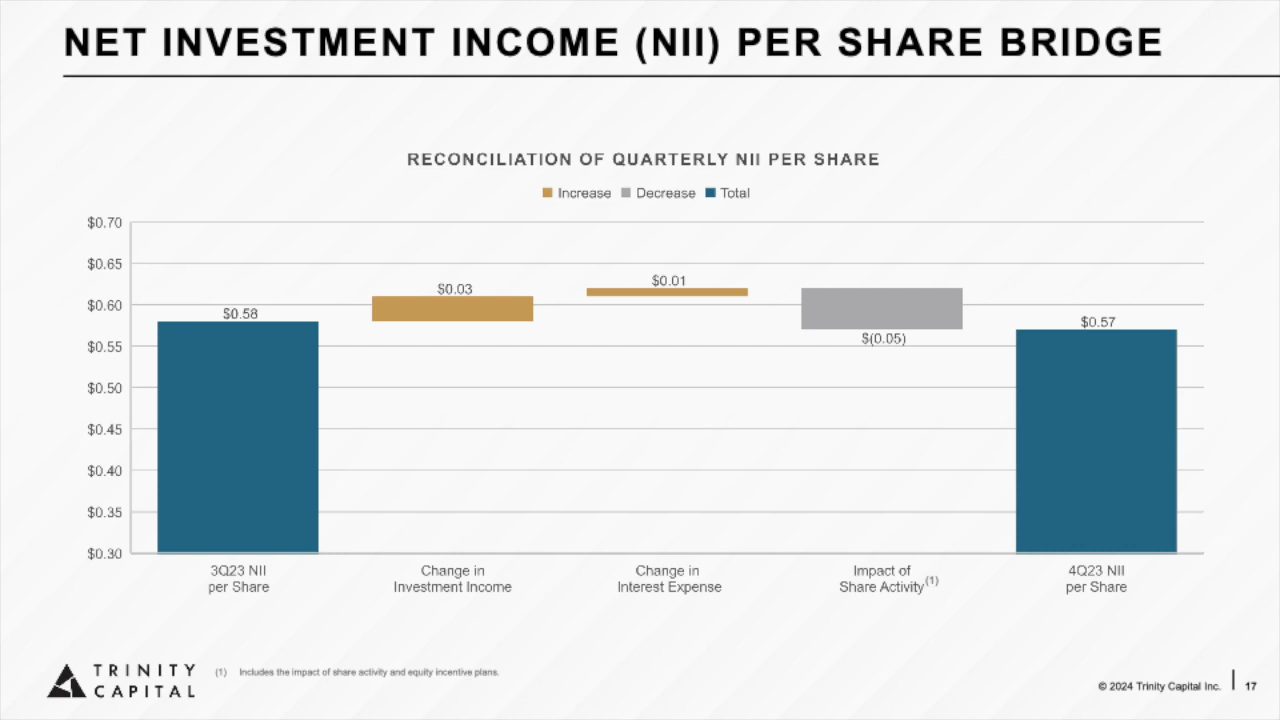 NET INVESTMENT INCOME (NII) PER SHARE BRIDGE
RECONCILIATION OF QUARTERLY NII PER SHARE
Increase Decrease Total
$0.70
$0.65
$0.60
$0.55
$0.50
$0.45
$0.40
$0.35
$0.30
$0.58
$0.03
$0.01
$(0.05)
$0.57
3Q23 NII
per Share
Change in
Investment Income
Change in
Interest Expense
Impact of
Share Activity(1)
4Q23 NII
per Share
TRINITY
CAPITAL
(1) Includes the impact of share activity and equity incentive plans.
© 2024 Trinity Capital Inc. 17